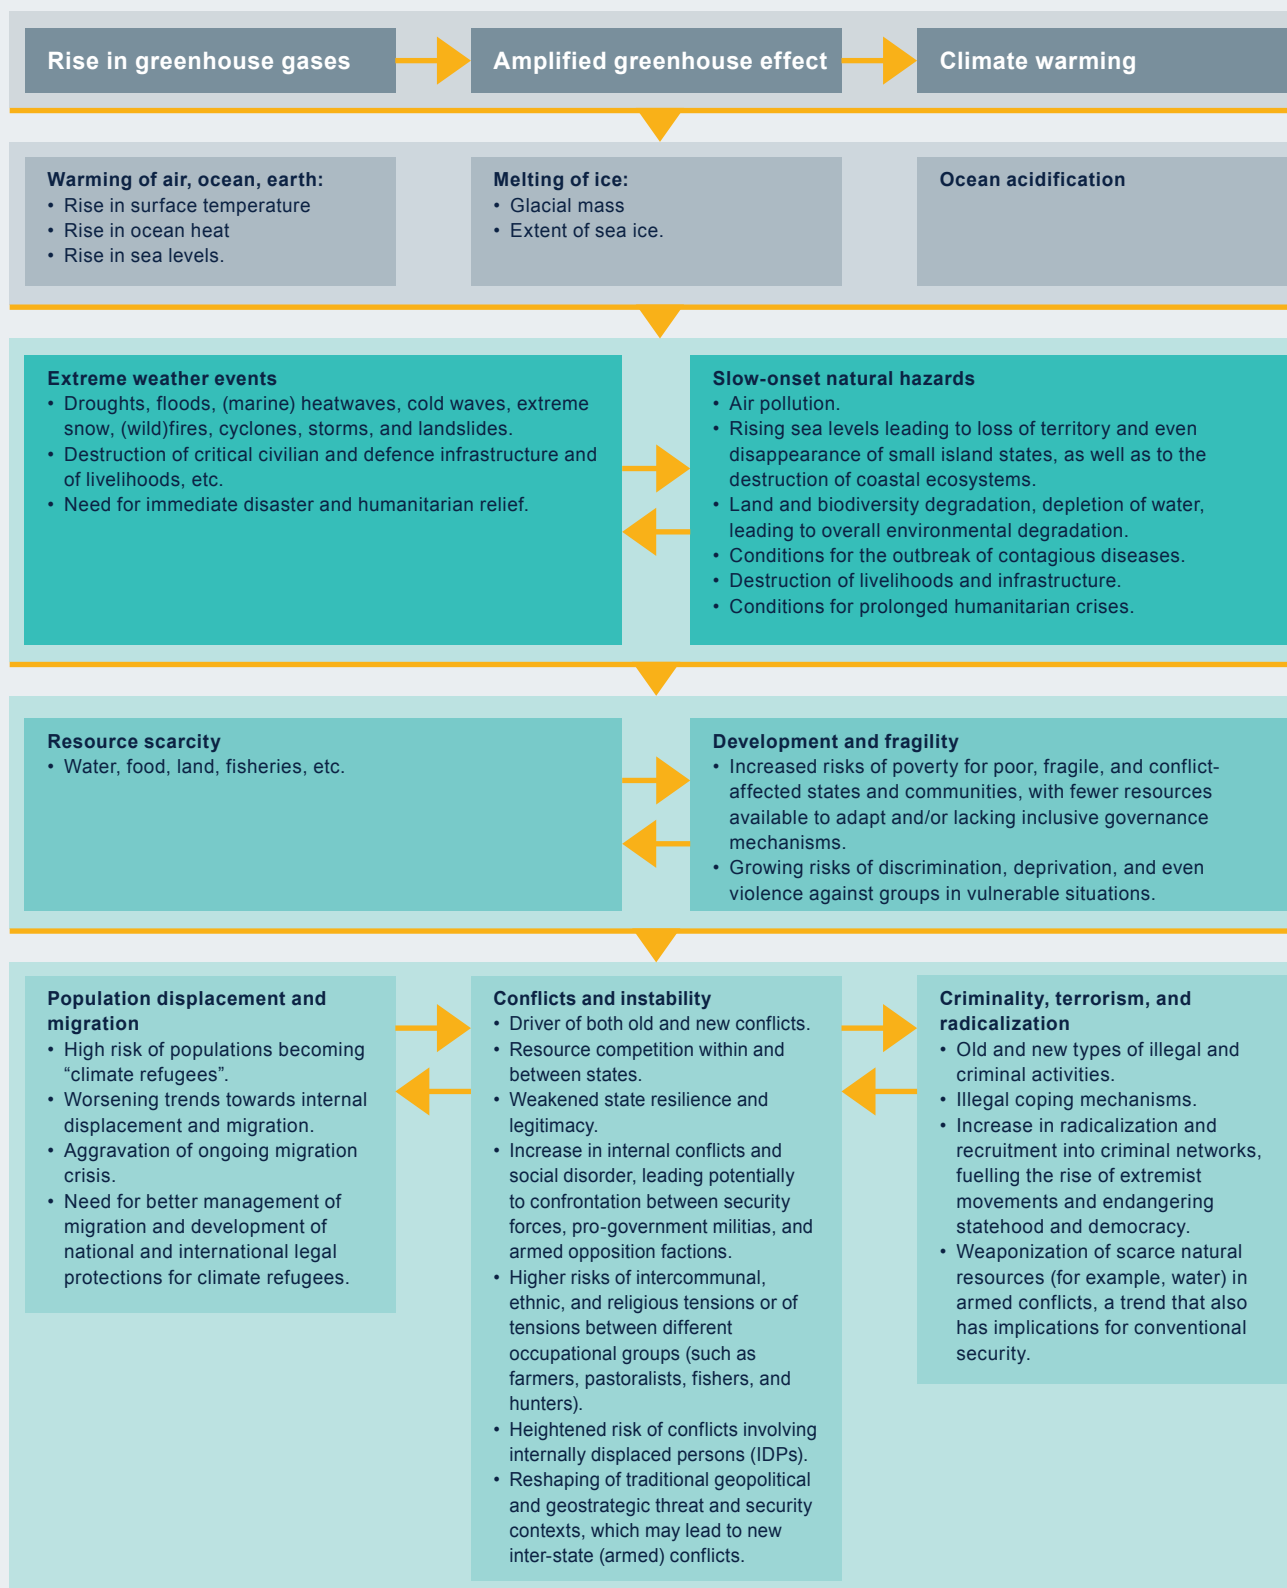 Rise in greenhouse gases
Amplified greenhouse effect
Climate warming
Warming of air, ocean, earth:
• Rise in surface temperature
• Rise in ocean heat
• Rise in sea levels.
Melting of ice:
• Glacial mass
• Extent of sea ice.
Ocean acidification
Extreme weather events
• Droughts, floods, (marine) heatwaves, cold waves, extreme
snow, (wild)fires, cyclones, storms, and landslides.
• Destruction of critical civilian and defence infrastructure and
of livelihoods, etc.
• Need for immediate disaster and humanitarian relief.
Slow-onset natural hazards
• Air pollution.
• Rising sea levels leading to loss of territory and even
disappearance of small island states, as well as to the
destruction of coastal ecosystems.
• Land and biodiversity degradation, depletion of water,
leading to overall environmental degradation.
• Conditions for the outbreak of contagious diseases.
• Destruction of livelihoods and infrastructure.
• Conditions for prolonged humanitarian crises.
Resource scarcity
• Water, food, land, fisheries, etc.
Development and fragility
• Increased risks of poverty for poor, fragile, and conflict-
affected states and communities, with fewer resources
available to adapt and/or lacking inclusive governance
mechanisms.
• Growing risks of discrimination, deprivation, and even
violence against groups in vulnerable situations.
Population displacement and
migration
• High risk of populations becoming
“climate refugees”.
• Worsening trends towards internal
displacement and migration.
• Aggravation of ongoing migration
crisis.
• Need for better management of
migration and development of
national and international legal
protections for climate refugees.
Conflicts and instability
• Driver of both old and new conflicts.
• Resource competition within and
between states.
• Weakened state resilience and
legitimacy.
• Increase in internal conflicts and
social disorder, leading potentially
to confrontation between security
forces, pro-government militias, and
armed opposition factions.
• Higher risks of intercommunal,
ethnic, and religious tensions or of
tensions between different
occupational groups (such as
farmers, pastoralists, fishers, and
hunters).
• Heightened risk of conflicts involving
internally displaced persons (IDPs).
• Reshaping of traditional geopolitical
and geostrategic threat and security
contexts, which may lead to new
inter-state (armed) conflicts.
Criminality, terrorism, and
radicalization
• Old and new types of illegal and
criminal activities.
• Illegal coping mechanisms.
• Increase in radicalization and
recruitment into criminal networks,
fuelling the rise of extremist
movements and endangering
statehood and democracy.
• Weaponization of scarce natural
resources (for example, water) in
armed conflicts, a trend that also
has implications for conventional
security.